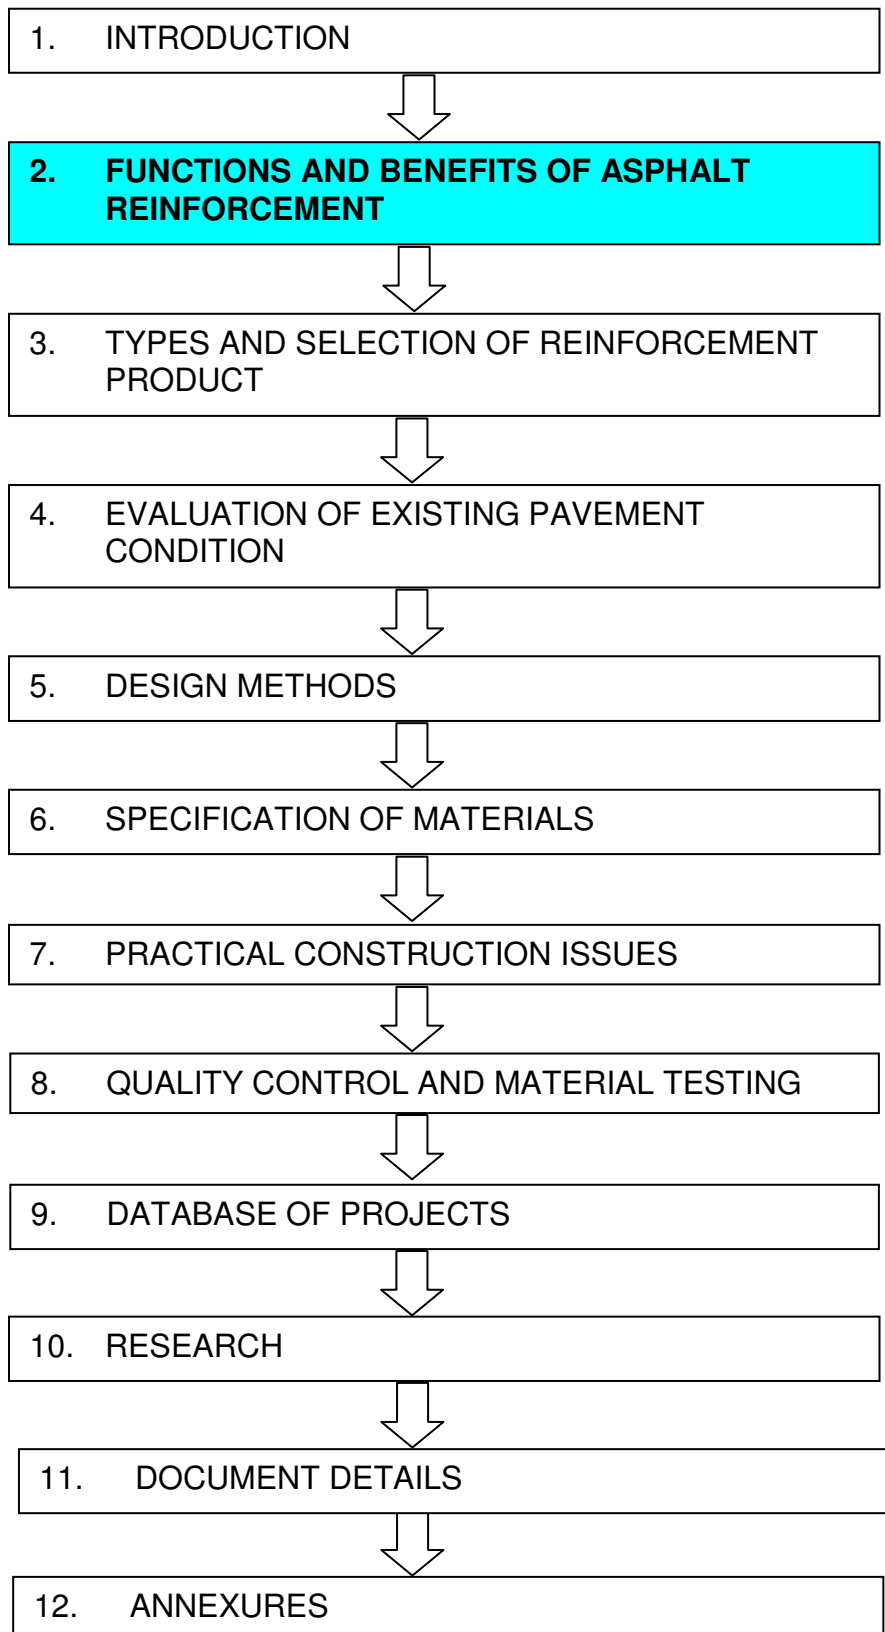 1. INTRODUCTION
2. FUNCTIONS AND BENEFITS OF ASPHALT
REINFORCEMENT
3. TYPES AND SELECTION OF REINFORCEMENT
PRODUCT
4. EVALUATION OF EXISTING PAVEMENT
CONDITION
5. DESIGN METHODS
6. SPECIFICATION OF MATERIALS
7. PRACTICAL CONSTRUCTION ISSUES
8. QUALITY CONTROL AND MATERIAL TESTING
9. DATABASE OF PROJECTS
10. RESEARCH
11. DOCUMENT DETAILS
12. ANNEXURES